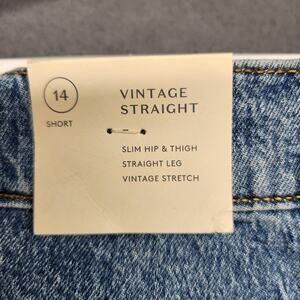 14
SHORT
VINTAGE
STRAIGHT
SLIM HIP & THIGH
STRAIGHT LEG
VINTAGE STRETCH